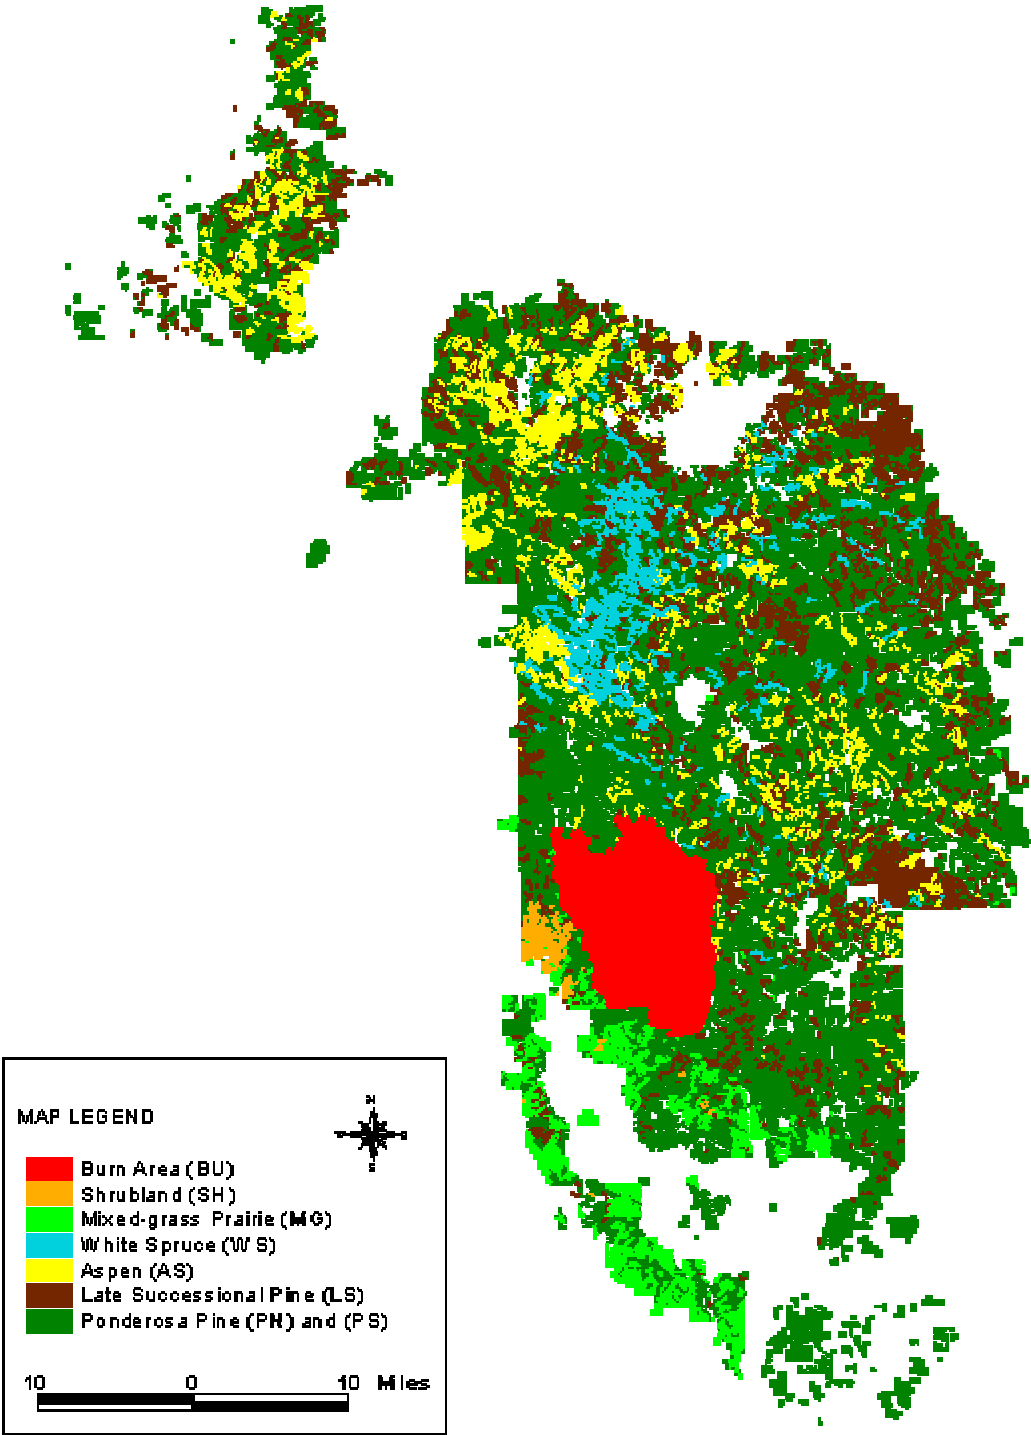 MAP LEGEND
N
W E
S
Burn Area (BU)
Shrubland (SH)
Mixed-grass Prairie (MG)
White Spruce (WS)
Aspen (AS)
Late Successional Pine (LS)
Ponderosa Pine (PN) and (PS)
10 0 10 Miles